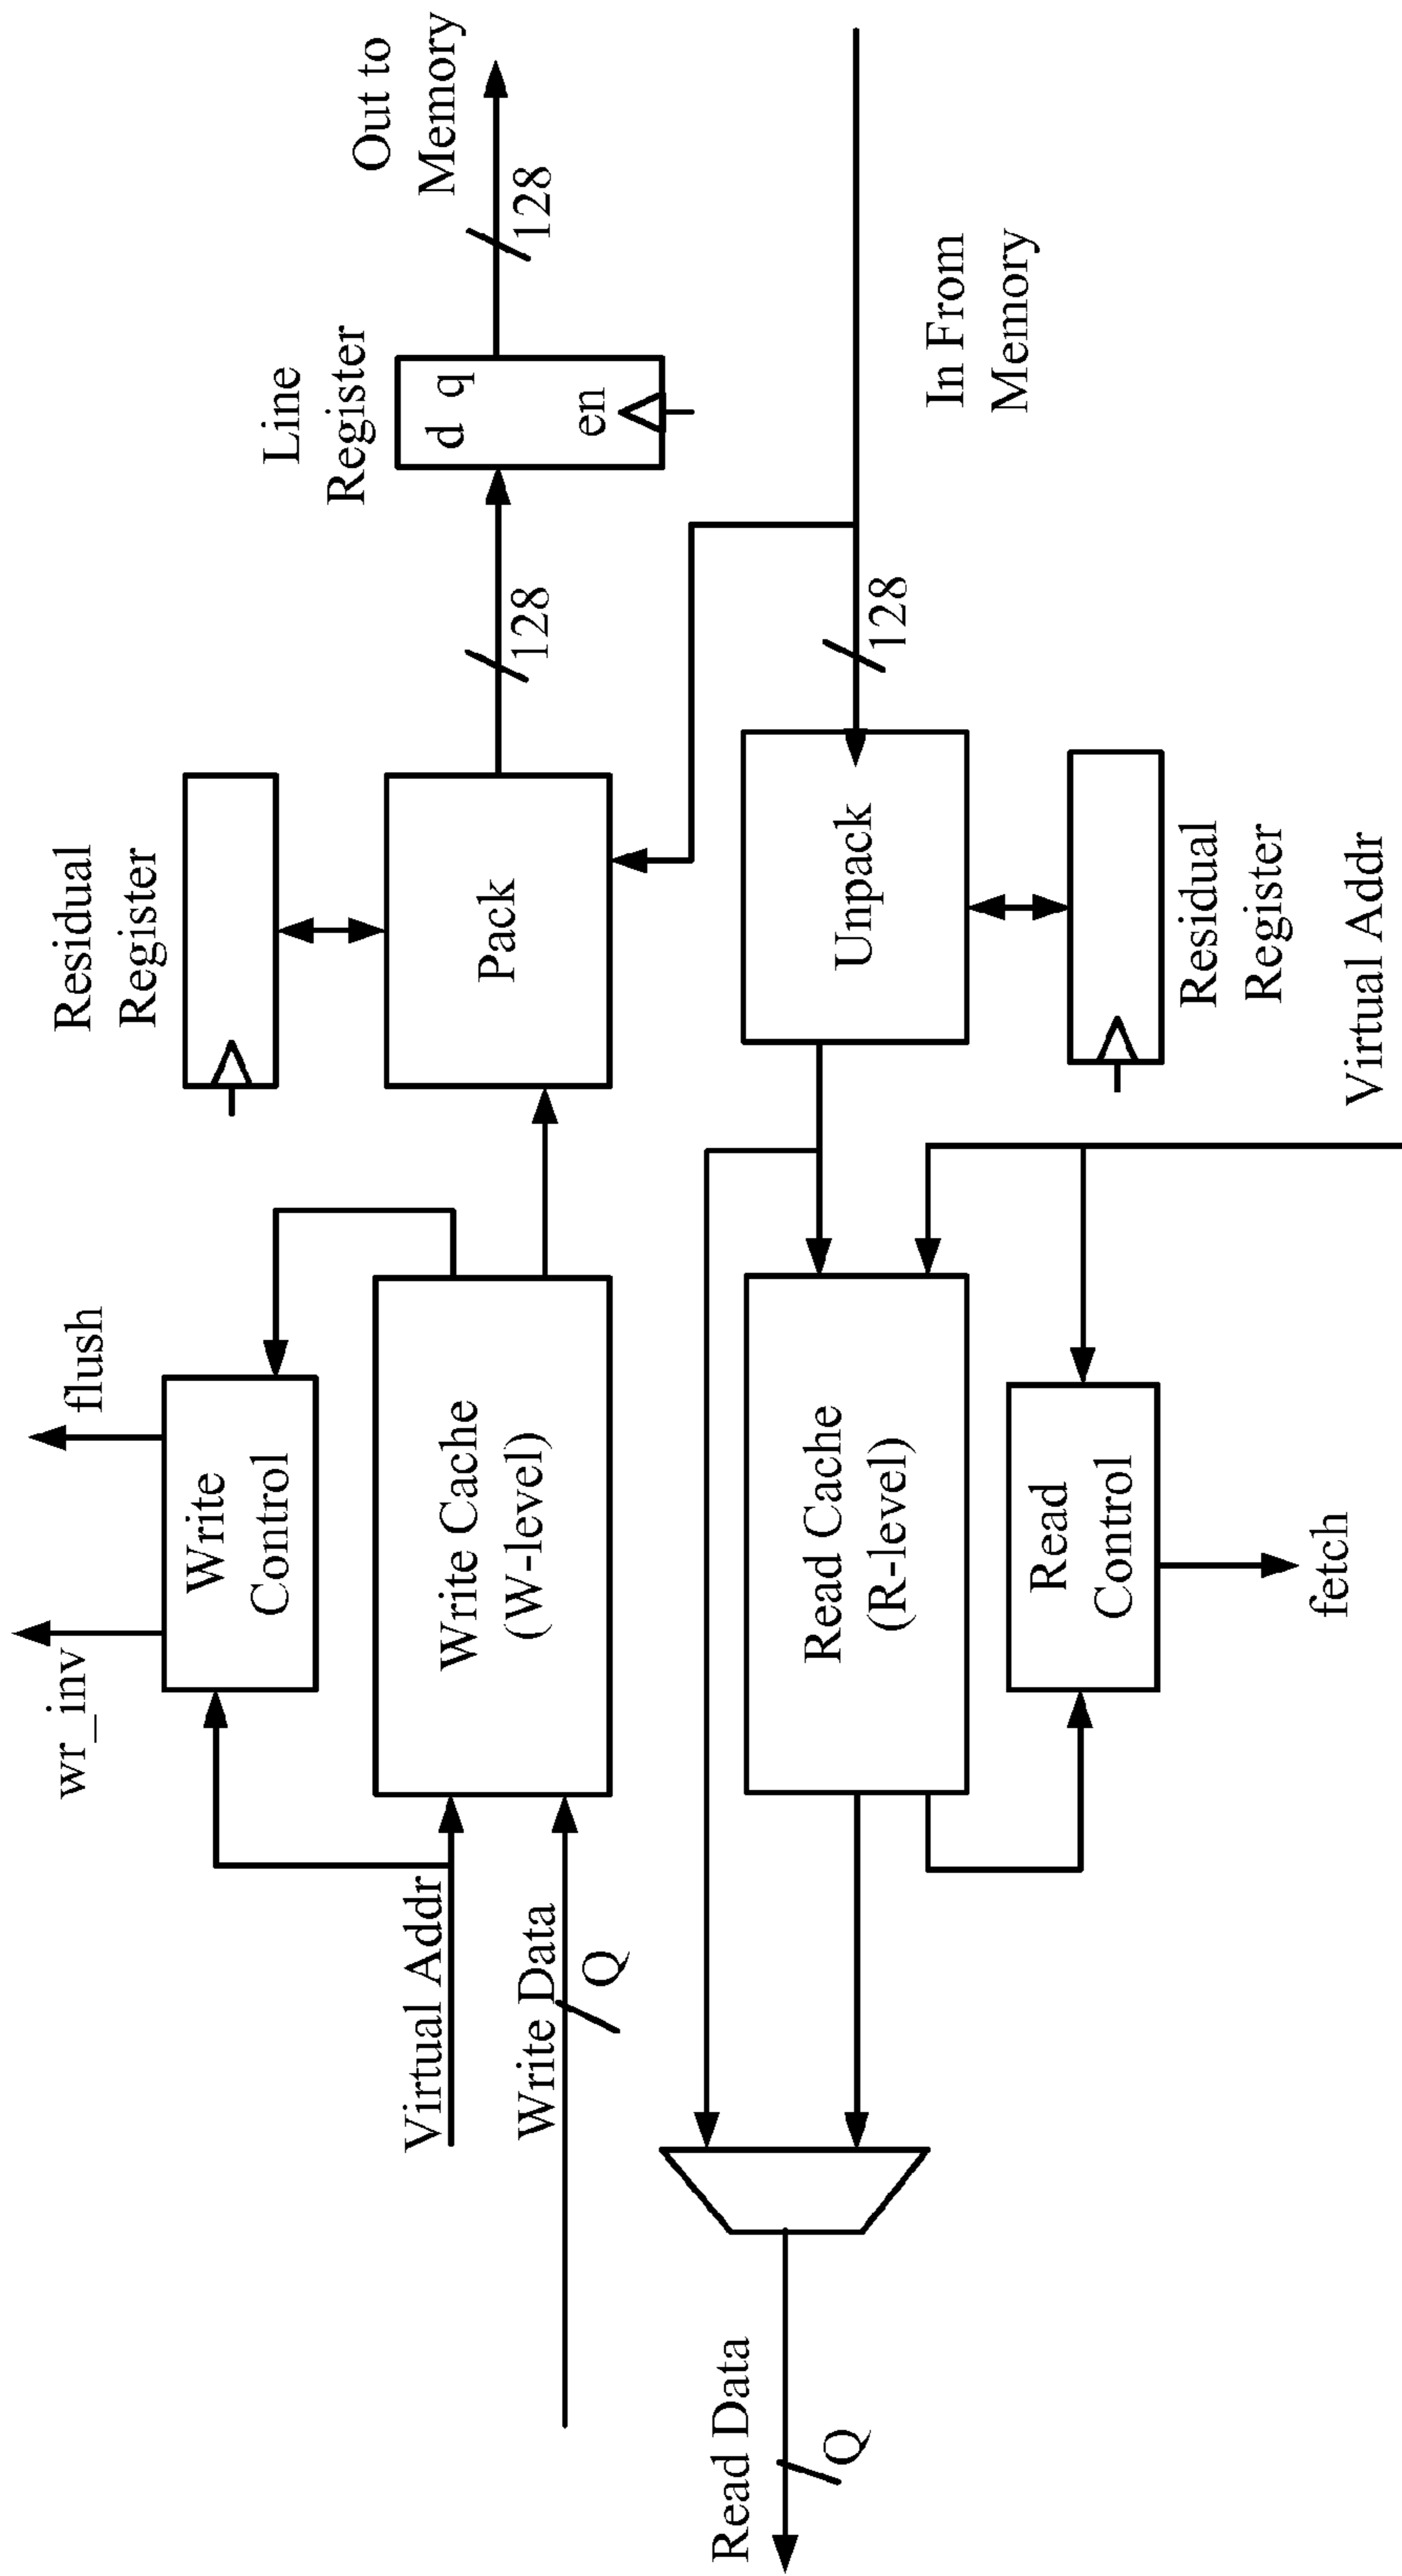 wr_inv
flush
Write
Control
Residual
Register
Line
Register
Out to
Memory
Virtual Addr
Write Data
Q
Write Cache
(W-level)
Pack
128
d q
en
128
Read Data
Q
Read Cache
(R-level)
Unpack
128
In From
Memory
Read
Control
fetch
Residual
Register
Virtual Addr